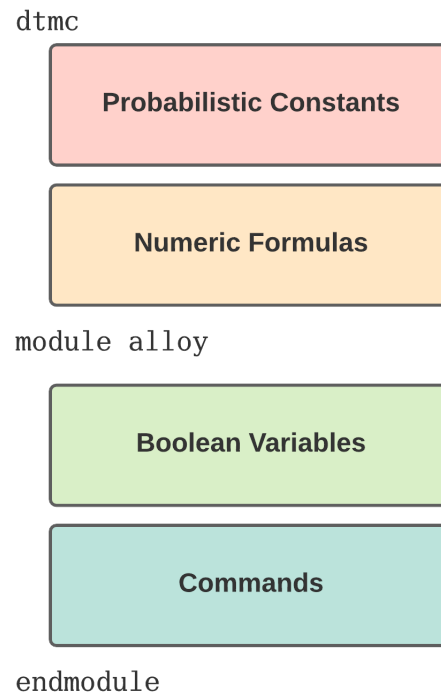 dtmc
Probabilistic Constants
Numeric Formulas
module alloy
Boolean Variables
Commands
endmodule